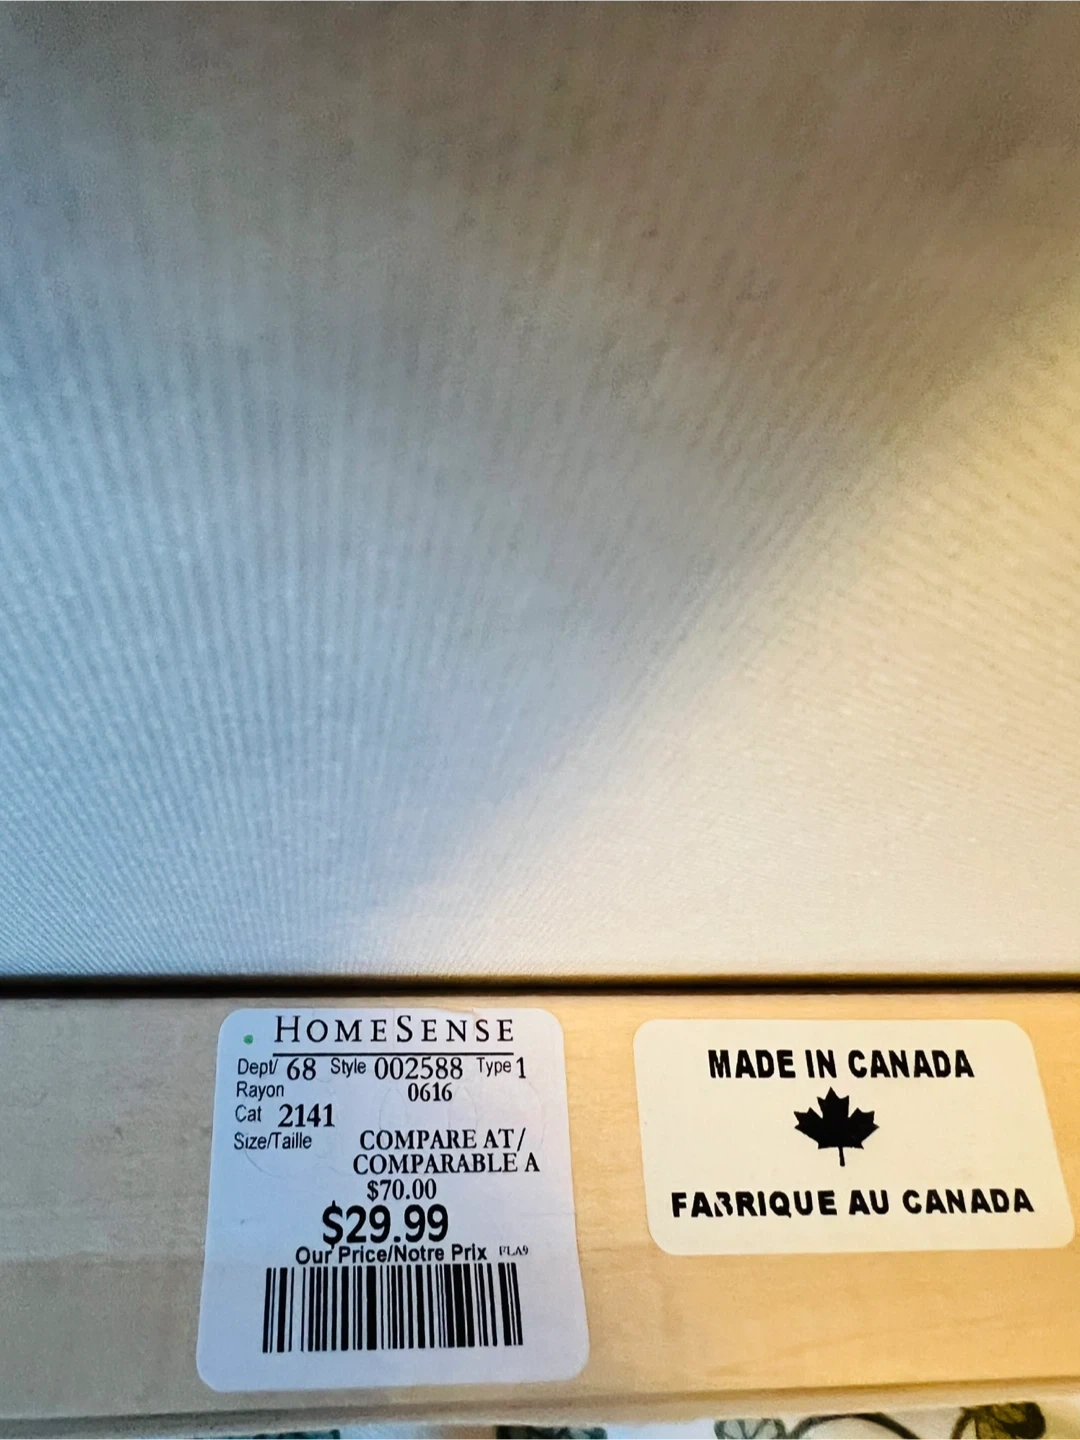 HOMESENSE
Dept/ 68 Style 002588 Type 1
Rayon 0616
Cat 2141
Size/Taille COMPARE AT/
COMPARABLE A
$70.00
$29.99
Our Price/Notre Prix FLA9
MADE IN CANADA
FABRIQUE AU CANADA